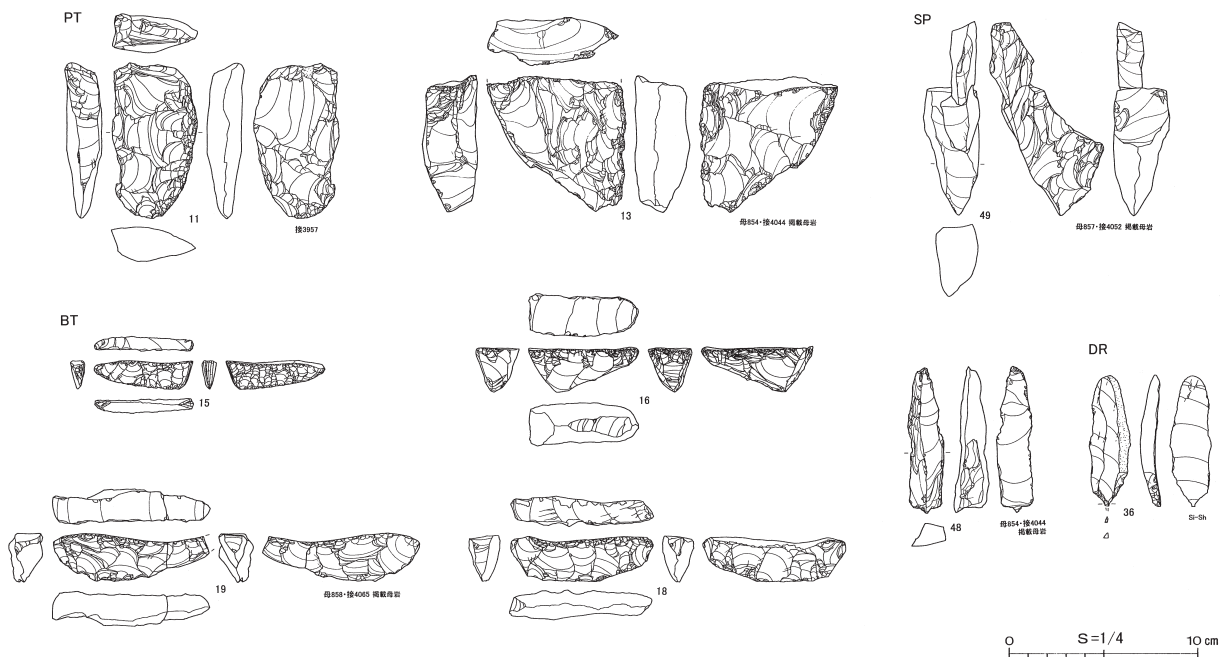 PT
11
接3957
13
母854・接4044 掲載母岩
SP
49
母857・接4052 掲載母岩
BT
15
16
19
母858・接4065 掲載母岩
18
DR
48
母854・接4044
掲載母岩
36
Si-Sh
0 S=1/4 10 cm